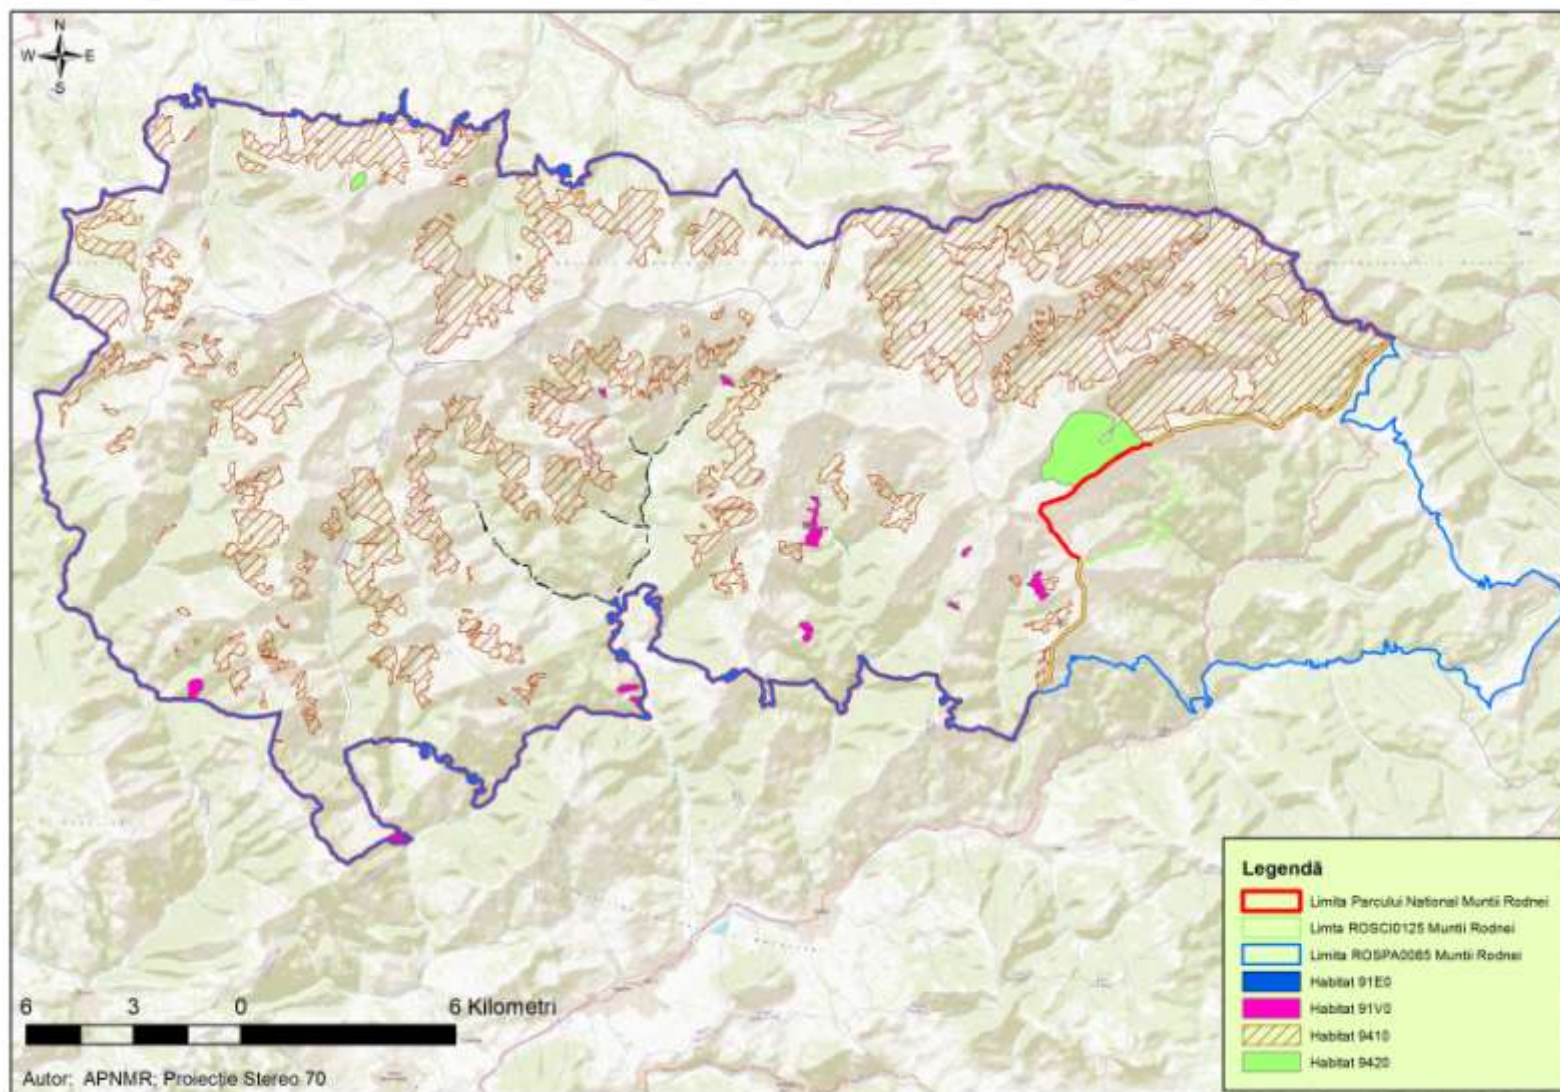 N
W E
S
Legendă
Limita Parcului National Muntii Rodnei
Limta ROSCI0125 Muntii Rodnei
Limita ROSPA0085 Muntii Rodnei
Habitat 91E0
Habitat 91V0
Habitat 9410
Habitat 9420
6 3 0 6 Kilometri
Autor: APNMR; Proiectie Stereo 70